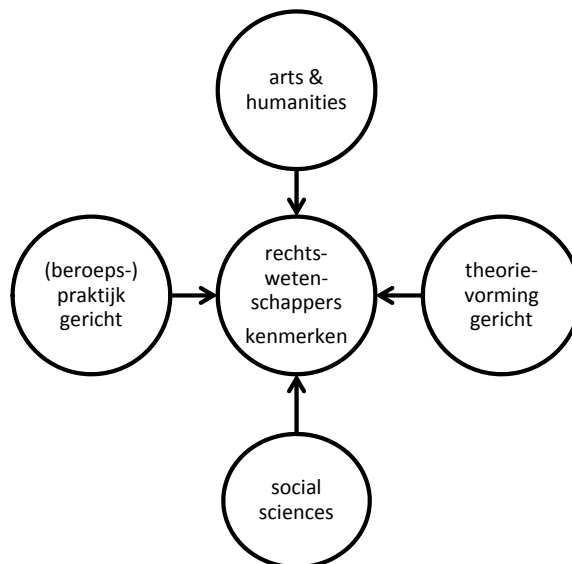 arts &
humanities
(beroeps-)
praktijk
gericht
rechts-
weten-
schappers
kenmerken
theorie-
vorming
gericht
social
sciences